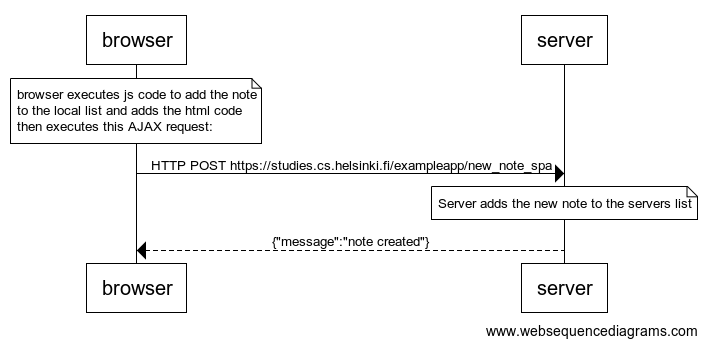 browser
server
browser executes js code to add the note
to the local list and adds the html code
then executes this AJAX request:
HTTP POST https://studies.cs.helsinki.fi/exampleapp/new_note_spa
Server adds the new note to the servers list
{"message":"note created"}
browser
server
www.websequencediagrams.com